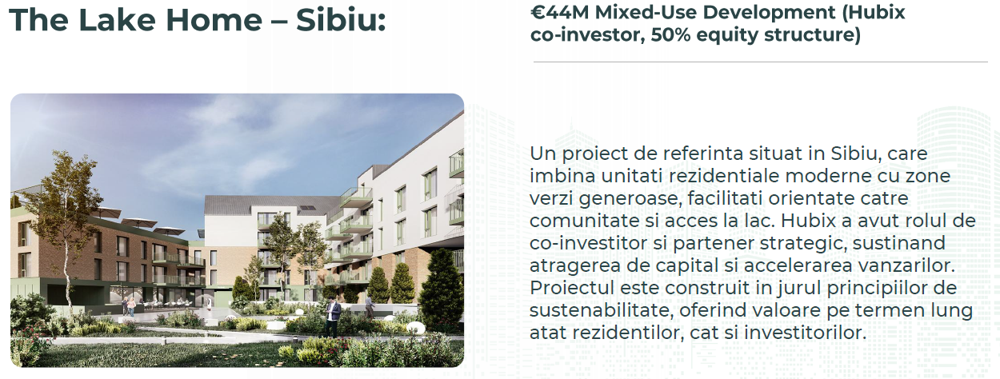 The Lake Home – Sibiu:
€44M Mixed-Use Development (Hubix
co-investor, 50% equity structure)
Un proiect de referinta situat in Sibiu, care
imbina unitati rezidentiale moderne cu zone
verzi generoase, facilitati orientate catre
comunitate si acces la lac. Hubix a avut rolul de
co-investitor si partener strategic, sustinand
atragerea de capital si accelerarea vanzarilor.
Proiectul este construit in jurul principiilor de
sustenabilitate, oferind valoare pe termen lung
atat rezidentilor, cat si investitorilor.